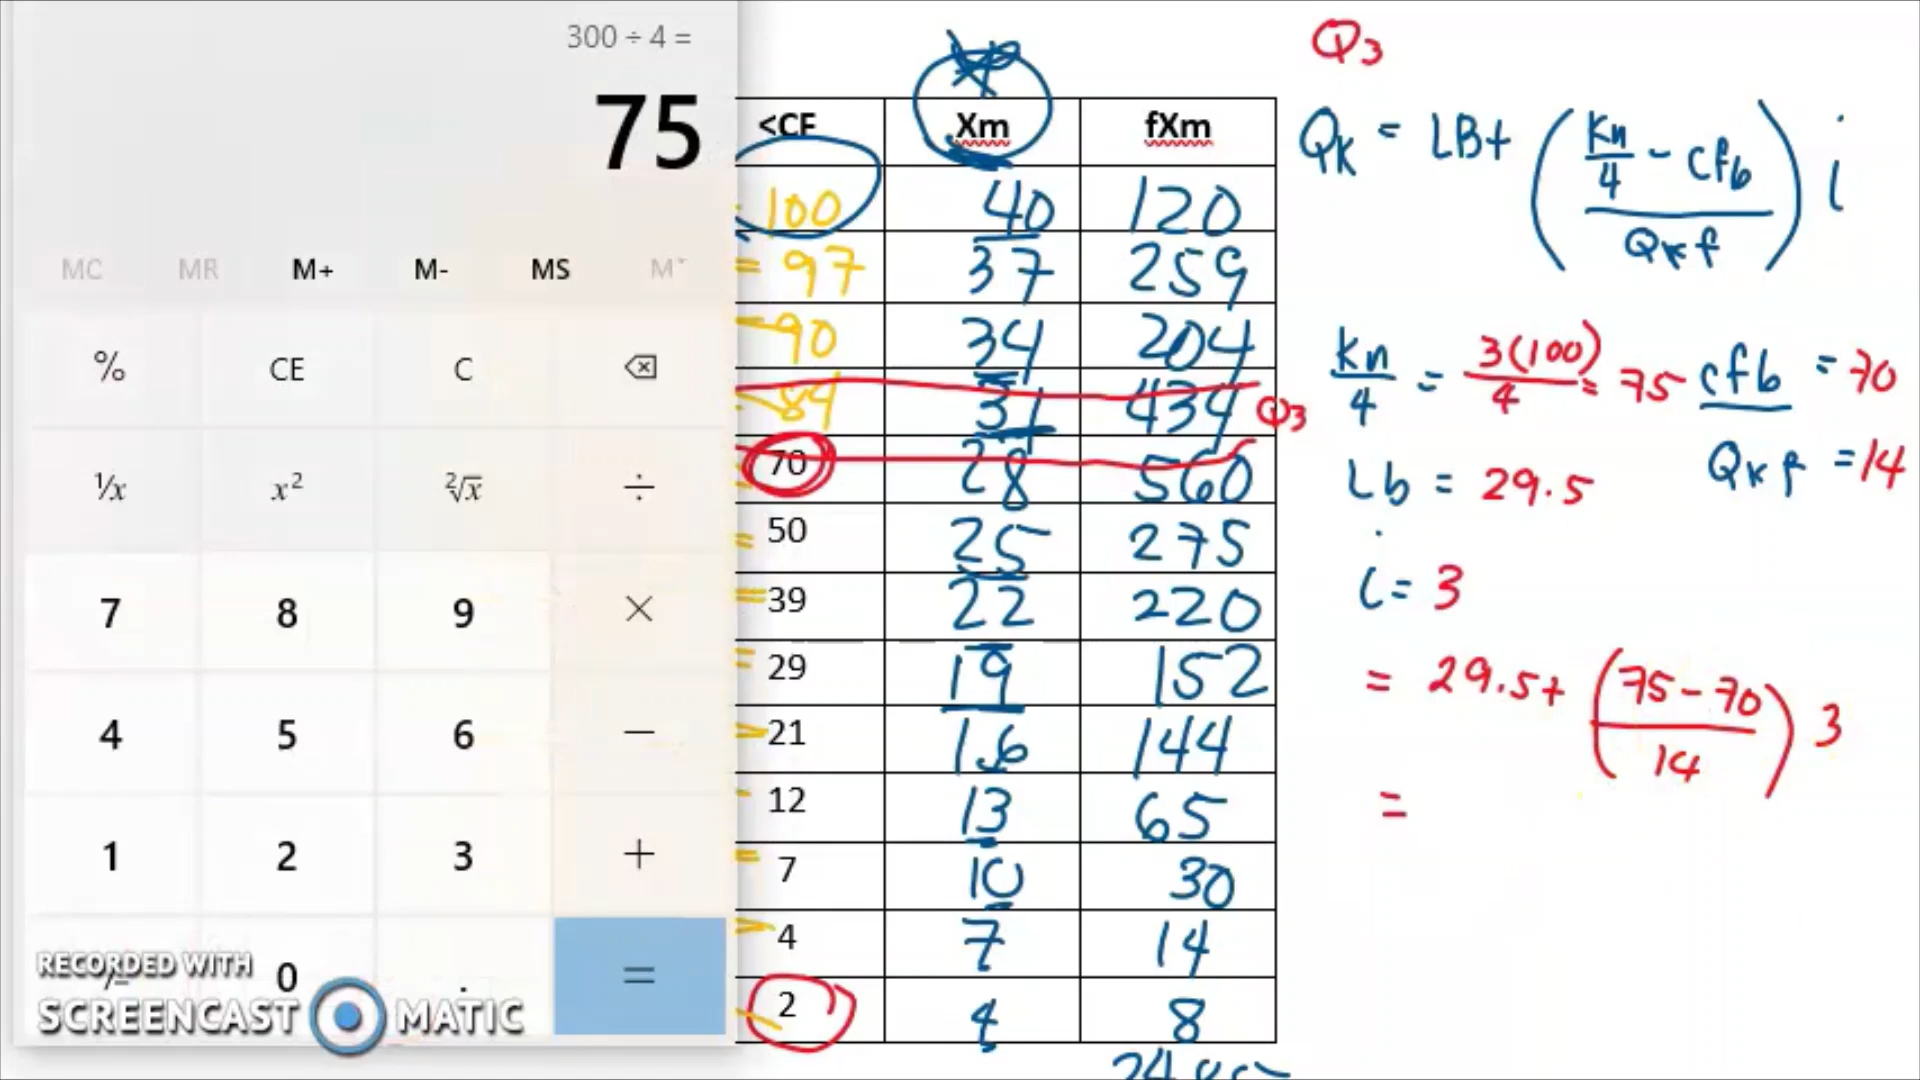 300 ÷ 4 =
75
MC MR M+ M- MS
% CE C
¹/x x² ²√x ÷
7 8 9 ×
4 5 6 −
1 2 3 +
0 . =
RECORDED WITH
SCREENCAST MATIC
<CF Xm fXm
100 40 120
= 97 37 259
90 34 204
84 31 434 Q3
70 28 560
= 50 25 275
= 39 22 220
= 29 19 152
21 16 144
12 13 65
= 7 10 30
4 7 14
2 4 8
Q3
QK = LB+ (Kn/4 - cfb / QKf) i
kn/4 = 3(100)/4 = 75 cfb = 70
Lb = 29.5 QKf = 14
i = 3
= 29.5+ (75-70 / 14) 3
=